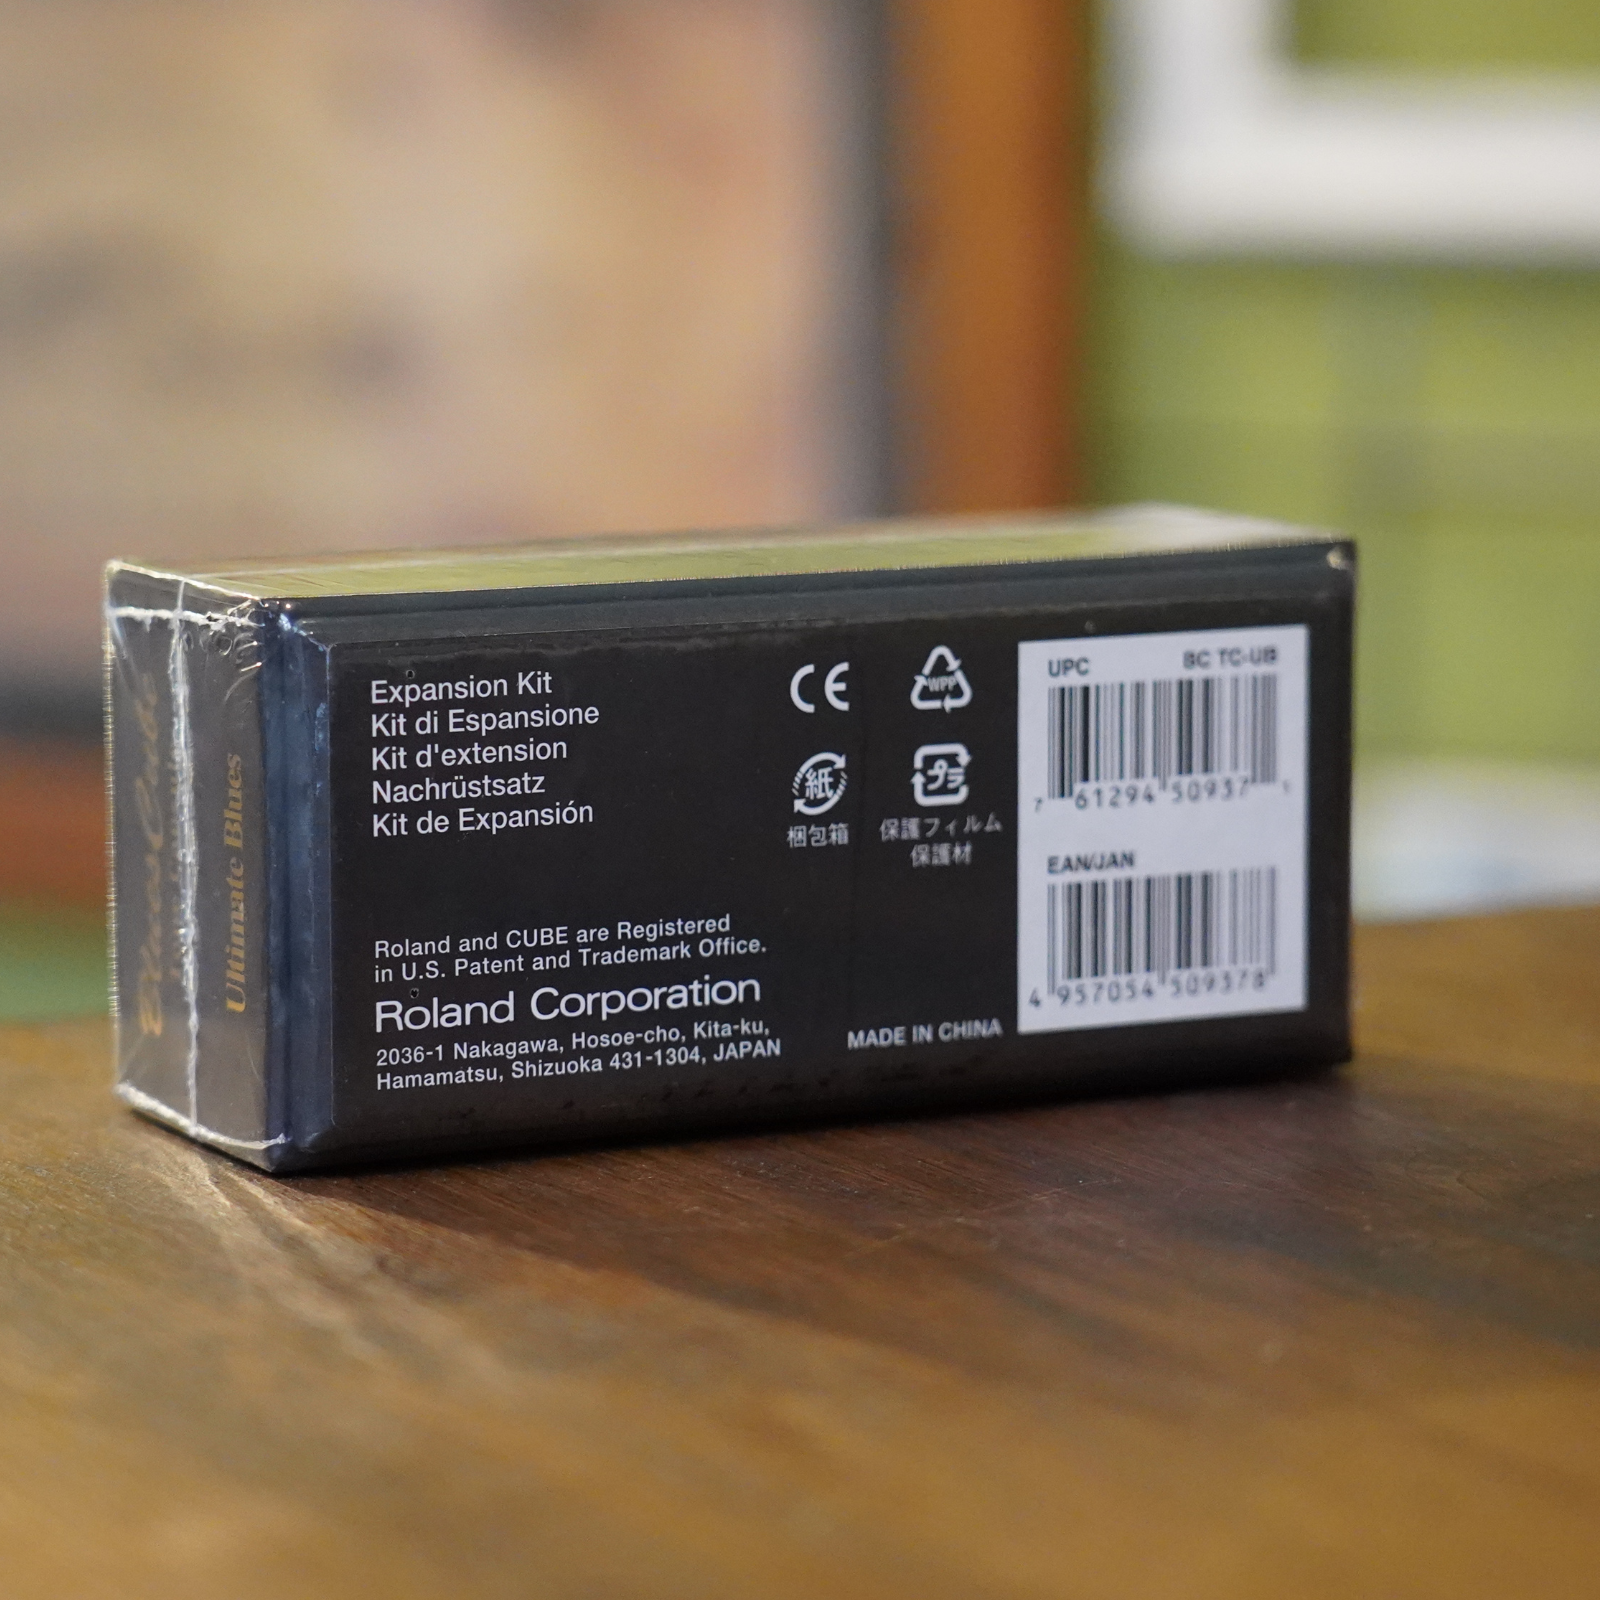 Blues Cube
Ultimate Blues
Expansion Kit
Kit di Espansione
Kit d'extension
Nachrüstsatz
Kit de Expansión
Roland and CUBE are Registered
in U.S. Patent and Trademark Office.
Roland Corporation
2036-1 Nakagawa, Hosoe-cho, Kita-ku,
Hamamatsu, Shizuoka 431-1304, JAPAN
CE
WPP
紙
梱包箱
プラ
保護フィルム
保護材
MADE IN CHINA
UPC BC TC-UB
7 61294 50937 1
EAN/JAN
4 957054 509378